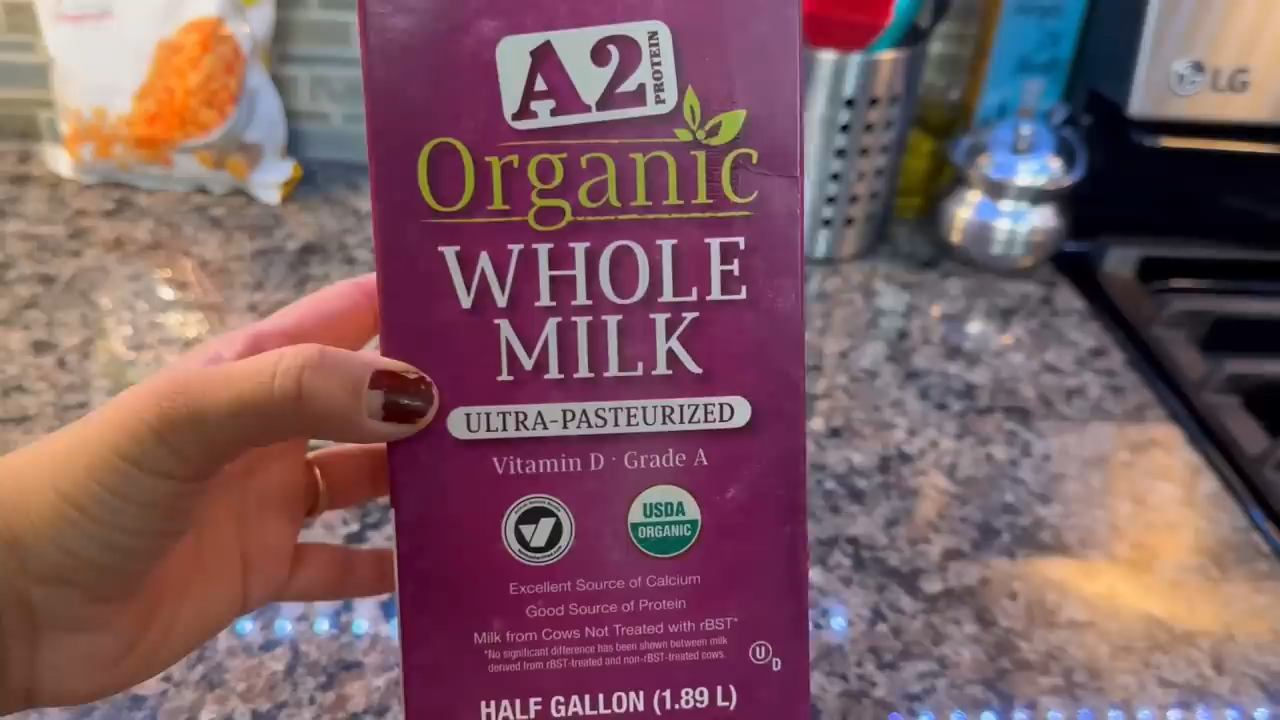 A2
PROTEIN
Organic
WHOLE
MILK
ULTRA-PASTEURIZED
Vitamin D · Grade A
USDA
ORGANIC
Excellent Source of Calcium
Good Source of Protein
Milk from Cows Not Treated with rBST*
*No significant difference has been shown between milk
derived from rBST-treated and non-rBST-treated cows.
U
D
HALF GALLON (1.89 L)
LG